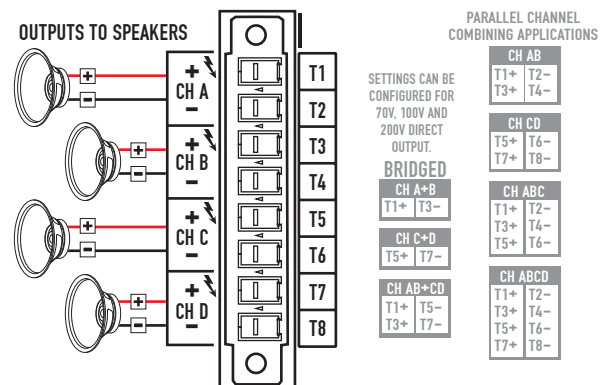 OUTPUTS TO SPEAKERS
+
-
+
-
+
-
+
-
+
CH A
-
+
CH B
-
+
CH C
-
+
CH D
-
T1
T2
T3
T4
T5
T6
T7
T8
SETTINGS CAN BE
CONFIGURED FOR
70V, 100V AND
200V DIRECT
OUTPUT.
BRIDGED
CH A+B
T1+ T3-
CH C+D
T5+ T7-
CH AB+CD
T1+ T5-
T3+ T7-
PARALLEL CHANNEL
COMBINING APPLICATIONS
CH AB
T1+ T2-
T3+ T4-
CH CD
T5+ T6-
T7+ T8-
CH ABC
T1+ T2-
T3+ T4-
T5+ T6-
CH ABCD
T1+ T2-
T3+ T4-
T5+ T6-
T7+ T8-